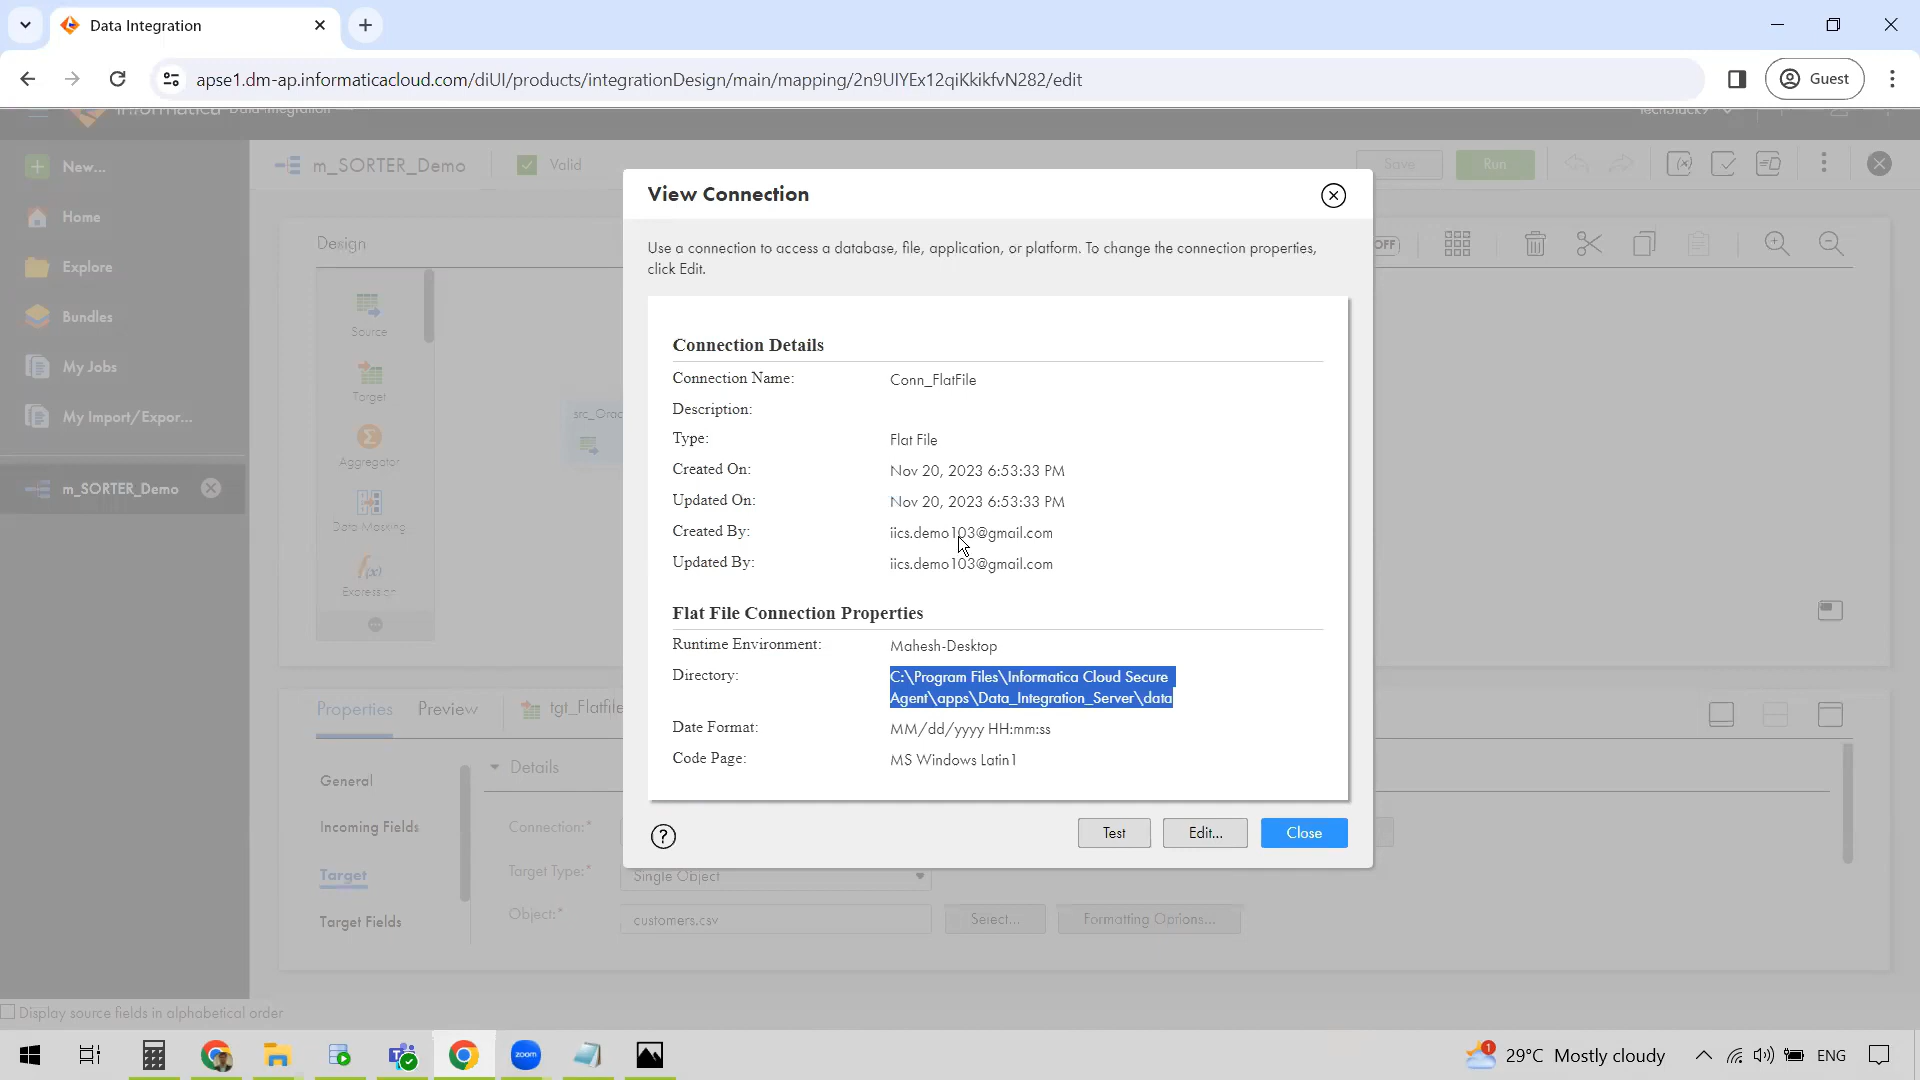 Data Integration
apse1.dm-ap.informaticacloud.com/diUI/products/integrationDesign/main/mapping/2n9UIYEx12qiKkikfvN282/edit
Guest
Informatica Data Integration
New...
m_SORTER_Demo
Valid
Save
Run
Home
Explore
Bundles
My Jobs
My Import/Expor...
m_SORTER_Demo
Design
OFF
Source
Target
Aggregator
Data Masking
Expression
f(x)
View Connection
Use a connection to access a database, file, application, or platform. To change the connection properties,
click Edit.
Connection Details
Connection Name: Conn_FlatFile
Description:
Type: Flat File
Created On: Nov 20, 2023 6:53:33 PM
Updated On: Nov 20, 2023 6:53:33 PM
Created By: iics.demo103@gmail.com
Updated By: iics.demo103@gmail.com
Flat File Connection Properties
Runtime Environment: Mahesh-Desktop
Directory: C:\Program Files\Informatica Cloud Secure
Agent\apps\Data_Integration_Server\data
Date Format: MM/dd/yyyy HH:mm:ss
Code Page: MS Windows Latin1
Test
Edit...
Close
Properties
Preview
tgt_Flatfile
General
Incoming Fields
Target
Target Fields
Details
Connection:*
Target Type:* Single Object
Object:* customers.csv
Select...
Formatting Options...
Display source fields in alphabetical order
zoom
1
29°C Mostly cloudy
ENG